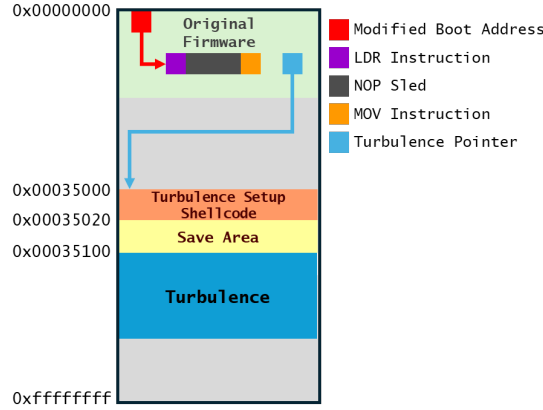 0x00000000
Original
Firmware
Modified Boot Address
LDR Instruction
NOP Sled
MOV Instruction
Turbulence Pointer
0x00035000
Turbulence Setup
Shellcode
0x00035020
Save Area
0x00035100
Turbulence
0xffffffff